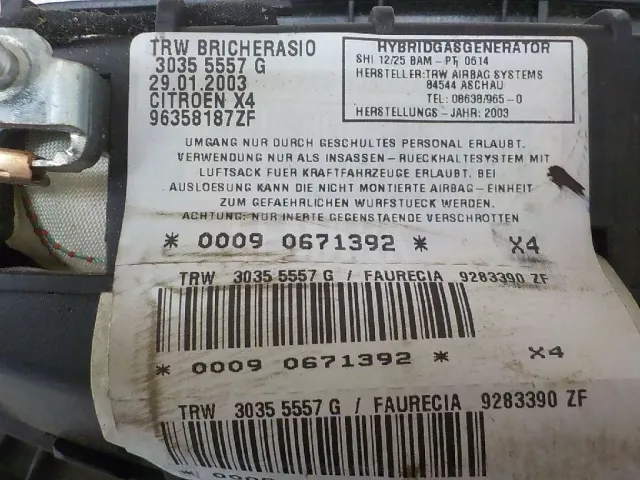 TRW BRICHERASIO
3035 5557 G
29.01.2003
CITROEN X4
96358187ZF
HYBRIDGASGENERATOR
SHI 12/25 BAM- PT1 0614
HERSTELLER:TRW AIRBAG SYSTEMS
84544 ASCHAU
TEL: 08638/965-0
HERSTELLUNGS- JAHR: 2003
UMGANG NUR DURCH GESCHULTES PERSONAL ERLAUBT.
VERWENDUNG NUR ALS INSASSEN- RUECKHALTESYSTEM MIT
LUFTSACK FUER KRAFTFAHRZEUGE ERLAUBT. BEI
AUSLOESUNG KANN DIE NICHT MONTIERTE AIRBAG-EINHEIT
ZUM GEFAEHRLICHEN WURFSTUECK WERDEN.
ACHTUNG: NUR INERTE GEGENSTAENDE VERSCHROTTEN
* 0009 0671392 * X4
TRW 3035 5557 G / FAURECIA 9283390 ZF
* 0009 0671392 * X4
TRW 3035 5557 G / FAURECIA 9283390 ZF